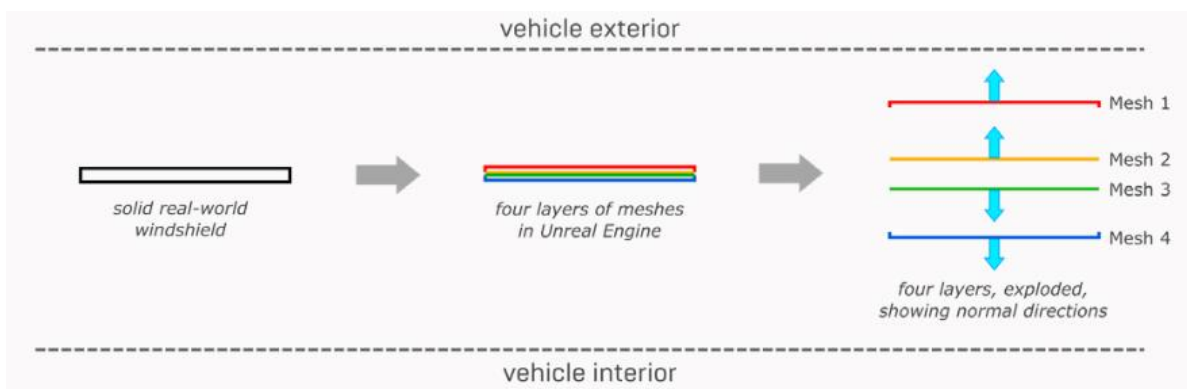 vehicle exterior
solid real-world
windshield
four layers of meshes
in Unreal Engine
Mesh 1
Mesh 2
Mesh 3
Mesh 4
four layers, exploded,
showing normal directions
vehicle interior